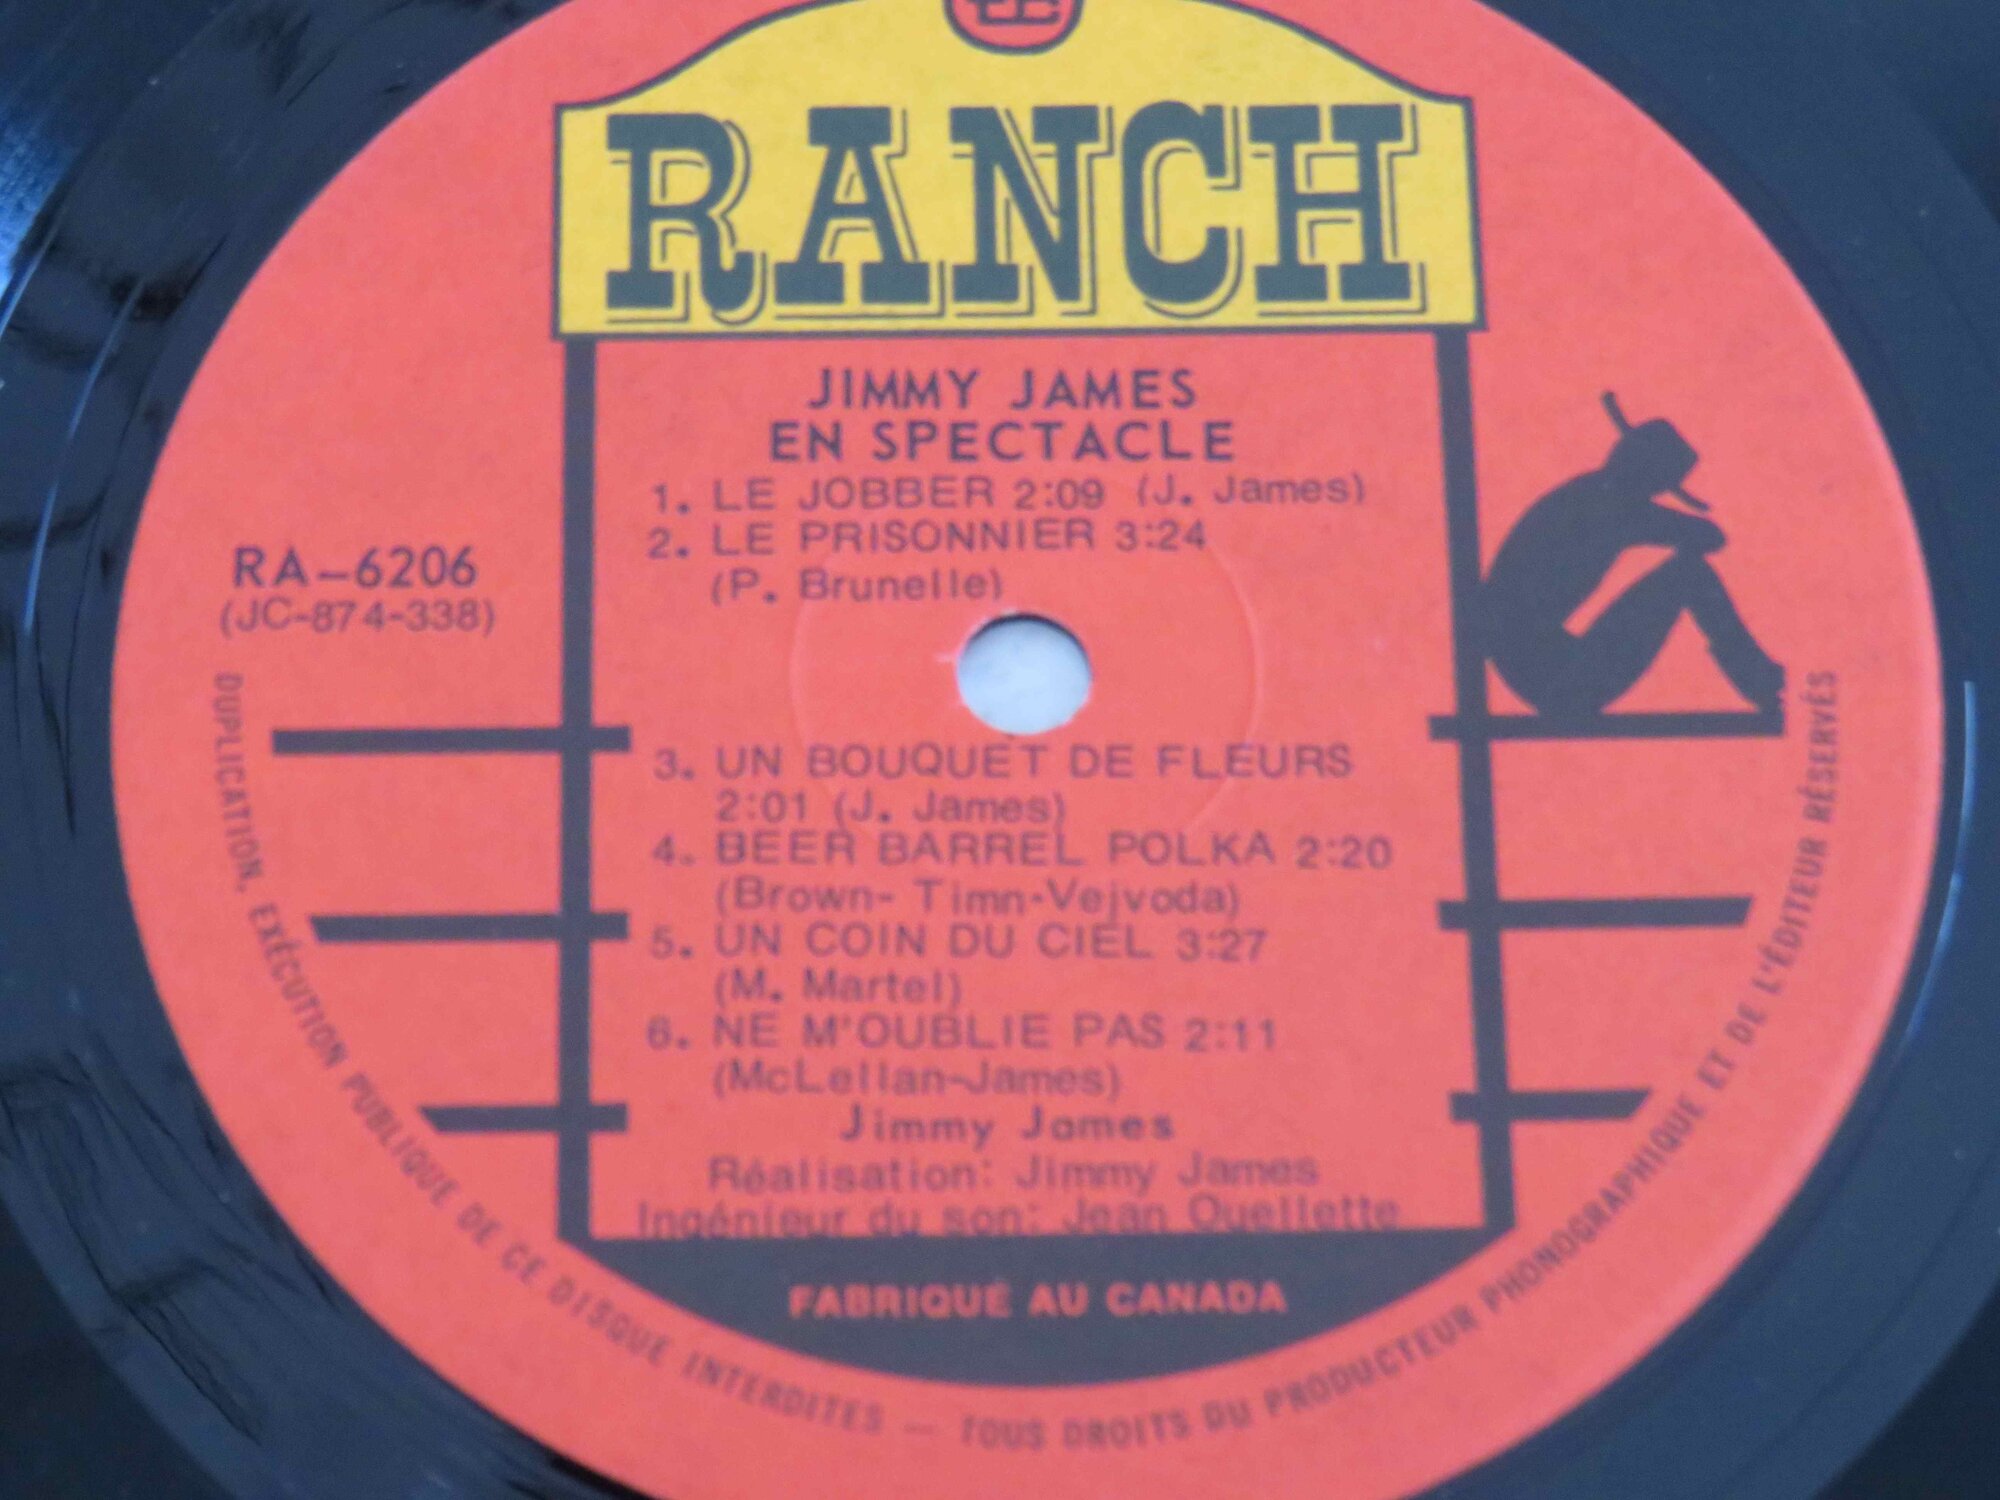 RANCH
JIMMY JAMES
EN SPECTACLE
1. LE JOBBER 2:09 (J. James)
2. LE PRISONNIER 3:24
(P. Brunelle)
RA-6206
(JC-874-338)
3. UN BOUQUET DE FLEURS
2:01 (J. James)
4. BEER BARREL POLKA 2:20
(Brown- Timn-Vejvoda)
5. UN COIN DU CIEL 3:27
(M. Martel)
6. NE M'OUBLIE PAS 2:11
(McLellan-James)
Jimmy James
Réalisation: Jimmy James
Ingénieur du son: Jean Ouellette
FABRIQUÉ AU CANADA
DUPLICATION, EXÉCUTION PUBLIQUE DE CE DISQUE INTERDITES — TOUS DROITS DU PRODUCTEUR PHONOGRAPHIQUE ET DE L'ÉDITEUR RÉSERVÉS